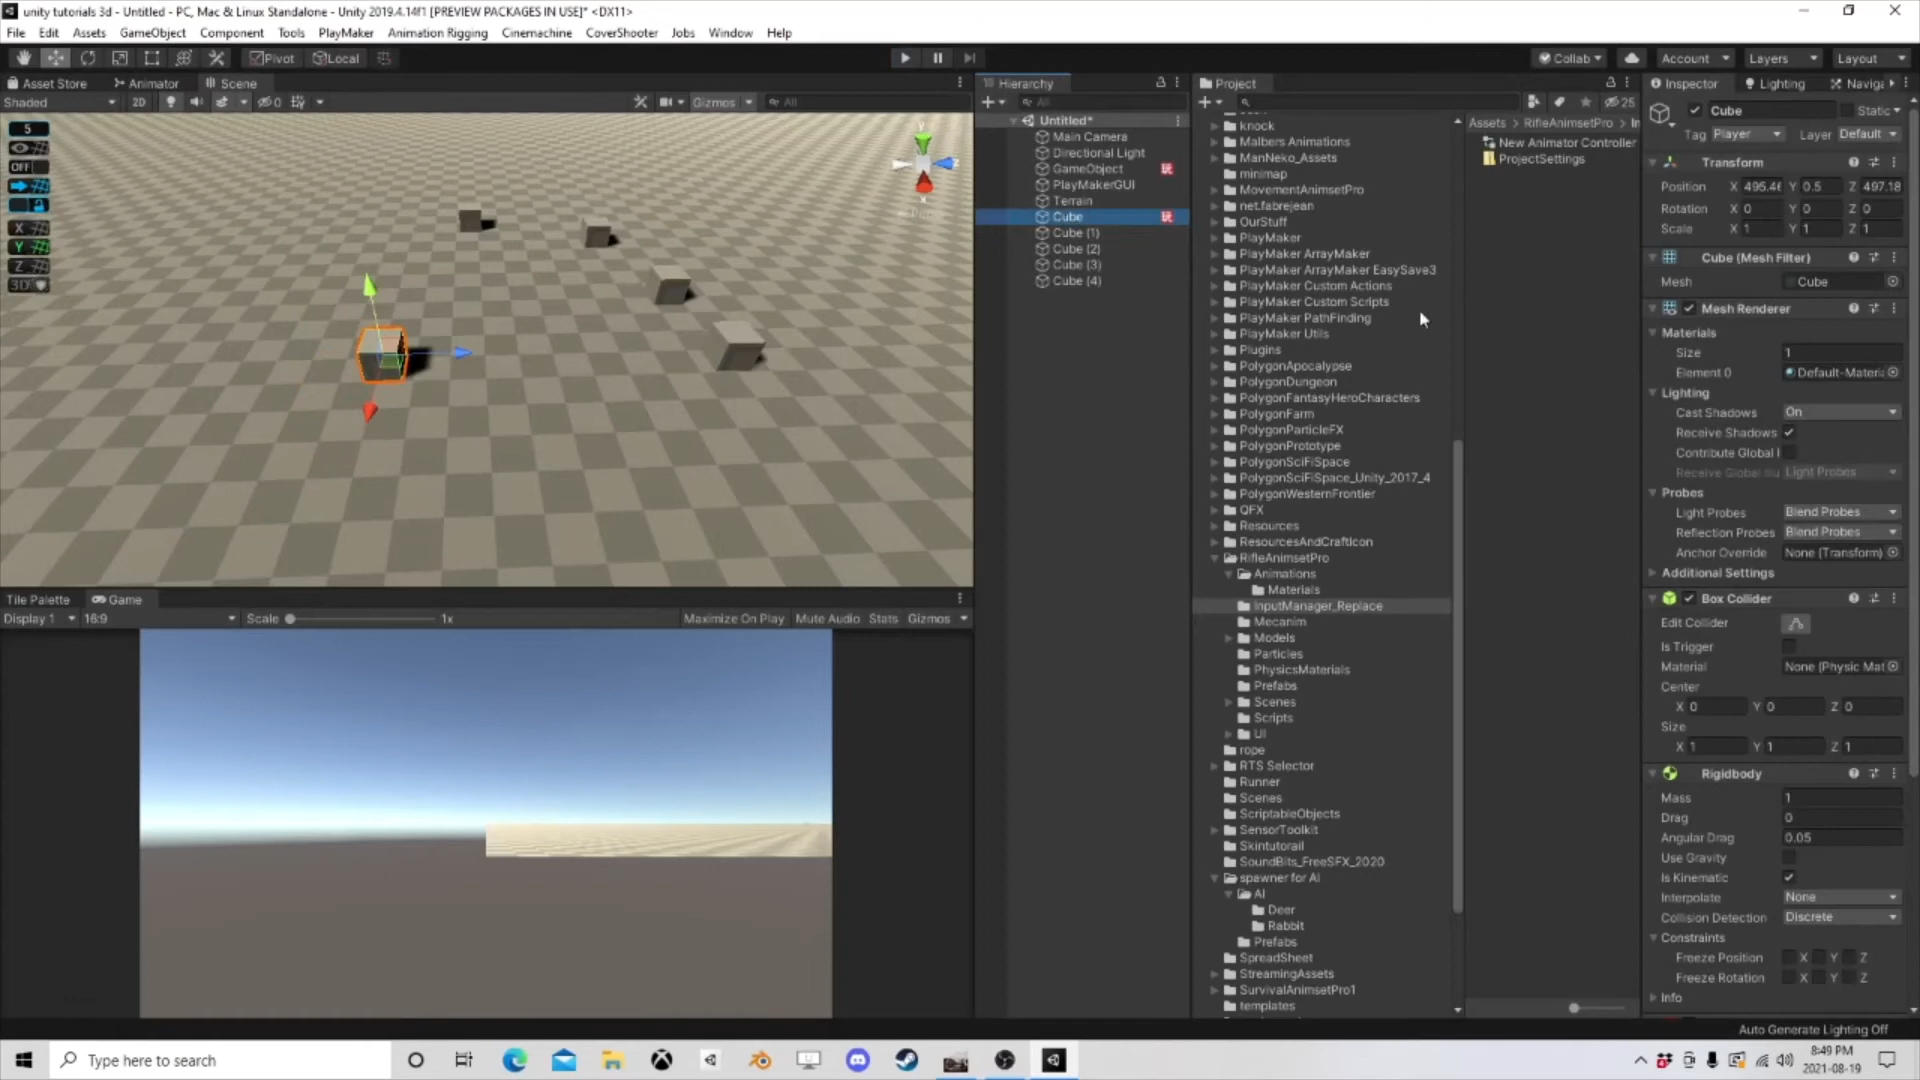 unity tutorials 3d - Untitled - PC, Mac & Linux Standalone - Unity 2019.4.14f1 [PREVIEW PACKAGES IN USE]* <DX11>
File Edit Assets GameObject Component Tools PlayMaker Animation Rigging Cinemachine CoverShooter Jobs Window Help
Pivot Local Collab Account Layers Layout
Asset Store Animator Scene
Shaded 2D 0 Gizmos All
5
OFF
X
Y
Z
3D
y
z
x
Tile Palette Game
Display 1 16:9 Scale 1x Maximize On Play Mute Audio Stats Gizmos
Hierarchy
All
Untitled*
Main Camera
Directional Light
GameObject
PlayMakerGUI
Terrain
Cube
Cube (1)
Cube (2)
Cube (3)
Cube (4)
Project
25
knock
Malbers Animations
ManNeko_Assets
minimap
MovementAnimsetPro
net.fabrejean
OurStuff
PlayMaker
PlayMaker ArrayMaker
PlayMaker ArrayMaker EasySave3
PlayMaker Custom Actions
PlayMaker Custom Scripts
PlayMaker PathFinding
PlayMaker Utils
Plugins
PolygonApocalypse
PolygonDungeon
PolygonFantasyHeroCharacters
PolygonFarm
PolygonParticleFX
PolygonPrototype
PolygonSciFiSpace
PolygonSciFiSpace_Unity_2017_4
PolygonWesternFrontier
QFX
Resources
ResourcesAndCraftIcon
RifleAnimsetPro
Animations
Materials
InputManager_Replace
Mecanim
Models
Particles
PhysicsMaterials
Prefabs
Scenes
Scripts
UI
rope
RTS Selector
Runner
Scenes
ScriptableObjects
SensorToolkit
Skintutorail
SoundBits_FreeSFX_2020
spawner for AI
AI
Deer
Rabbit
Prefabs
SpreadSheet
StreamingAssets
SurvivalAnimsetPro1
templates
Assets > RifleAnimsetPro > In
New Animator Controller
ProjectSettings
Inspector Lighting Naviga
Cube Static
Tag Player Layer Default
Transform
Position X 495.46 Y 0.5 Z 497.18
Rotation X 0 Y 0 Z 0
Scale X 1 Y 1 Z 1
Cube (Mesh Filter)
Mesh Cube
Mesh Renderer
Materials
Size 1
Element 0 Default-Materia
Lighting
Cast Shadows On
Receive Shadows
Contribute Global I
Receive Global Light Probes
Probes
Light Probes Blend Probes
Reflection Probes Blend Probes
Anchor Override None (Transform)
Additional Settings
Box Collider
Edit Collider
Is Trigger
Material None (Physic Mat
Center
X 0 Y 0 Z 0
Size
X 1 Y 1 Z 1
Rigidbody
Mass 1
Drag 0
Angular Drag 0.05
Use Gravity
Is Kinematic
Interpolate None
Collision Detection Discrete
Constraints
Freeze Position X Y Z
Freeze Rotation X Y Z
Info
Auto Generate Lighting Off
Type here to search
8:49 PM
2021-08-19